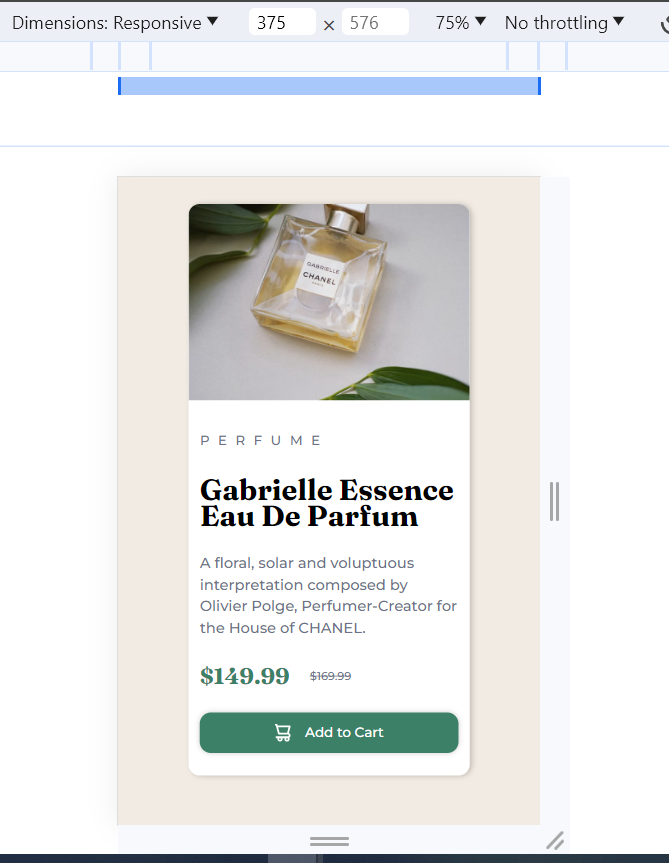 Dimensions: Responsive ▼ 375 × 576 75% ▼ No throttling ▼
GABRIELLE
CHANEL
PERFUME
Gabrielle Essence
Eau De Parfum
A floral, solar and voluptuous
interpretation composed by
Olivier Polge, Perfumer-Creator for
the House of CHANEL.
$149.99 $169.99
Add to Cart